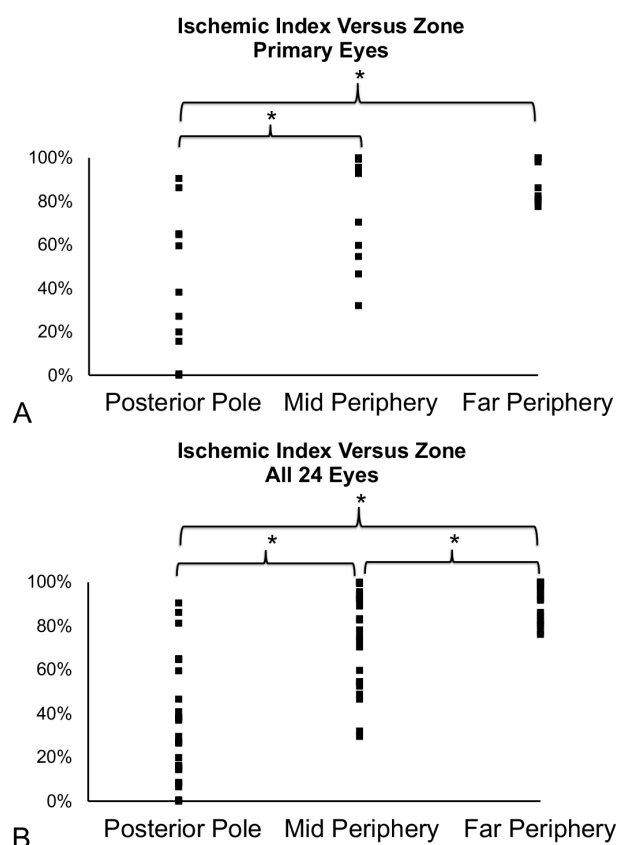 Ischemic Index Versus Zone
Primary Eyes
*
*
100%
80%
60%
40%
20%
0%
Posterior Pole Mid Periphery Far Periphery
A
Ischemic Index Versus Zone
All 24 Eyes
*
* *
100%
80%
60%
40%
20%
0%
Posterior Pole Mid Periphery Far Periphery
B